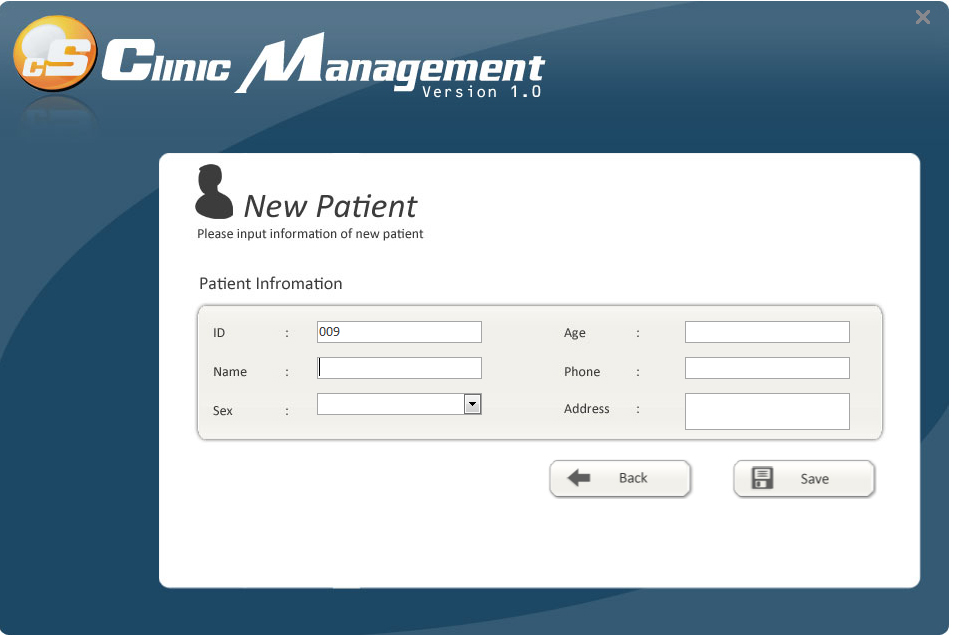 cS Clinic Management
Version 1.0
New Patient
Please input information of new patient
Patient Infromation
ID : 009 Age :
Name : Phone :
Sex : Address :
Back Save